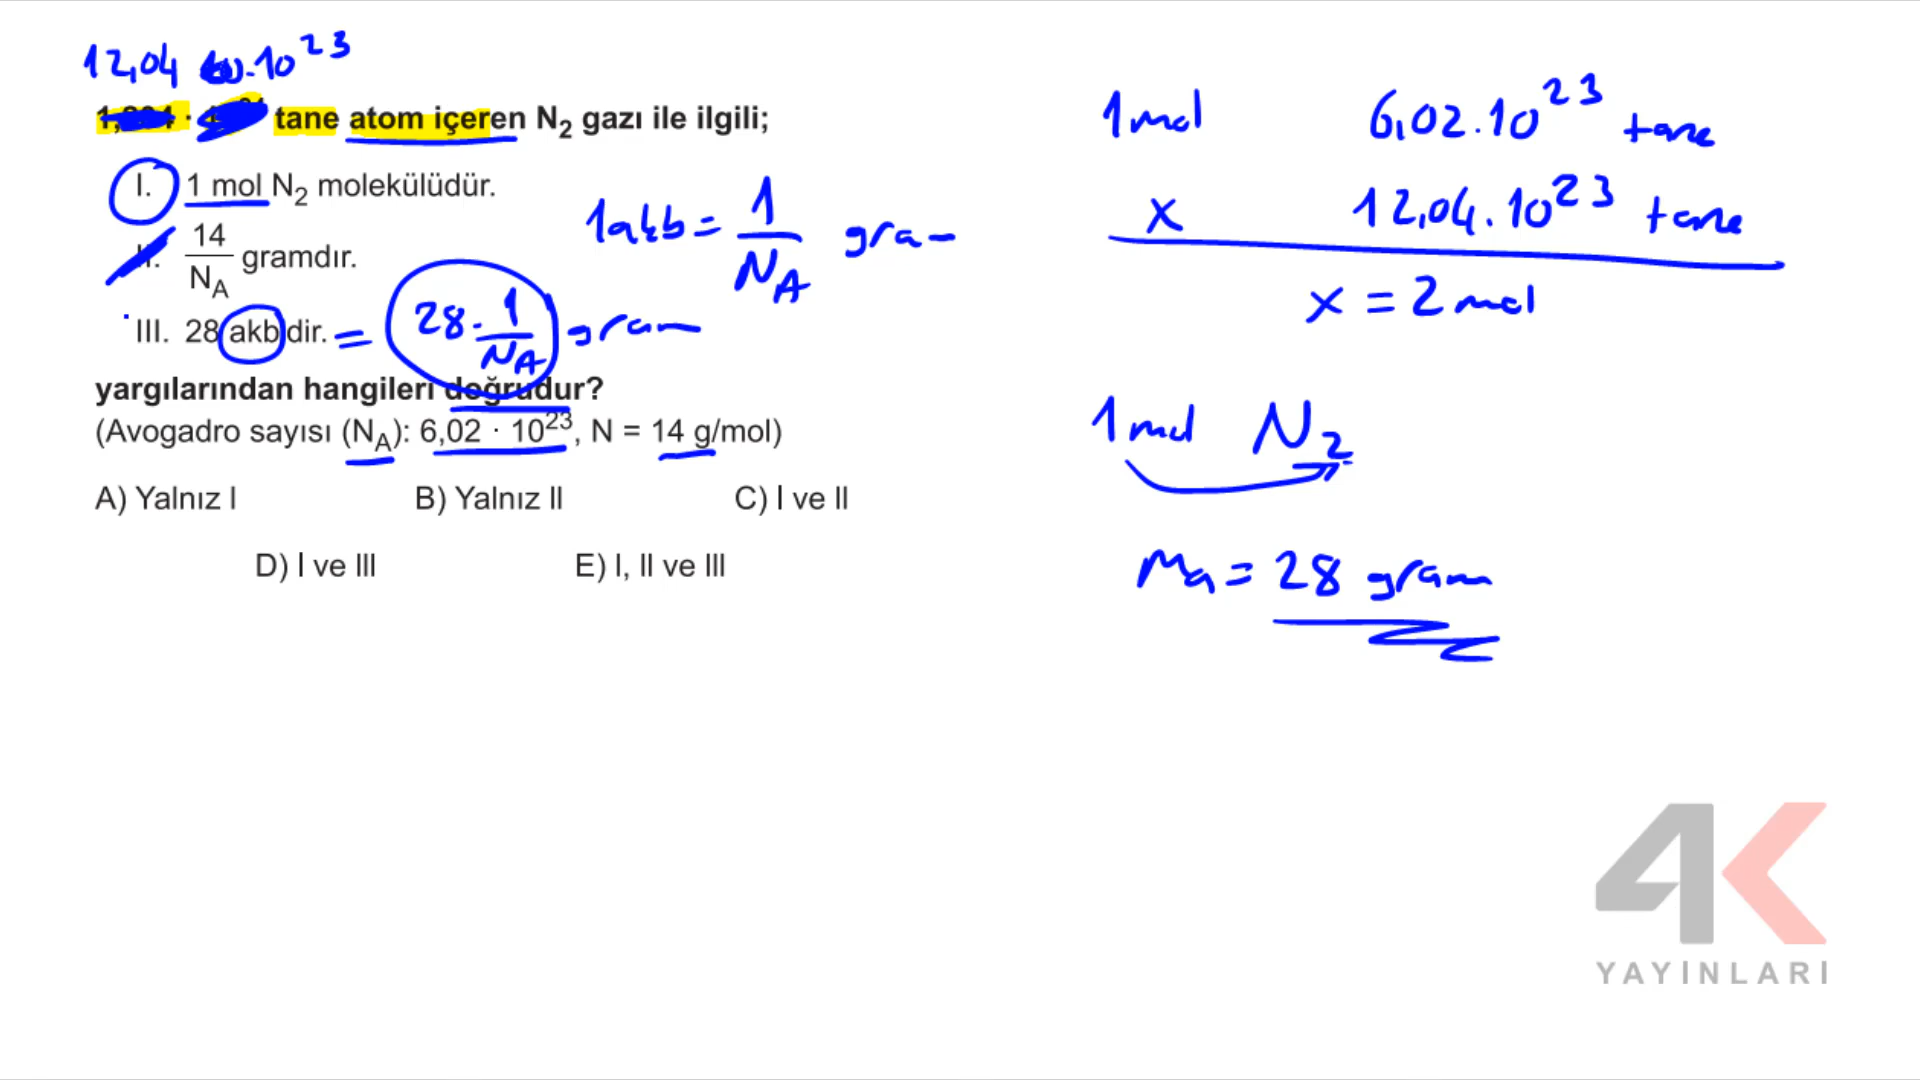 12,04 .10²³
tane atom içeren N₂ gazı ile ilgili;
I. 1 mol N₂ molekülüdür.
14/N_A gramdır.
III. 28 akb dir. = 28 . 1/N_A gram
1akb = 1/N_A gram
yargılarından hangileri doğrudur?
(Avogadro sayısı (N_A): 6,02 · 10²³, N = 14 g/mol)
A) Yalnız I B) Yalnız II C) I ve II
D) I ve III E) I, II ve III
1mol 6,02.10²³ tane
x 12,04.10²³ tane
x = 2 mol
1 mol N₂
Ma = 28 gram
4K
YAYINLARI